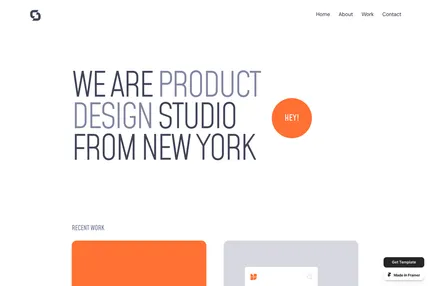 Home About Work Contact
WE ARE PRODUCT
DESIGN STUDIO
FROM NEW YORK
HEY!
RECENT WORK
Get Template
Made in Framer